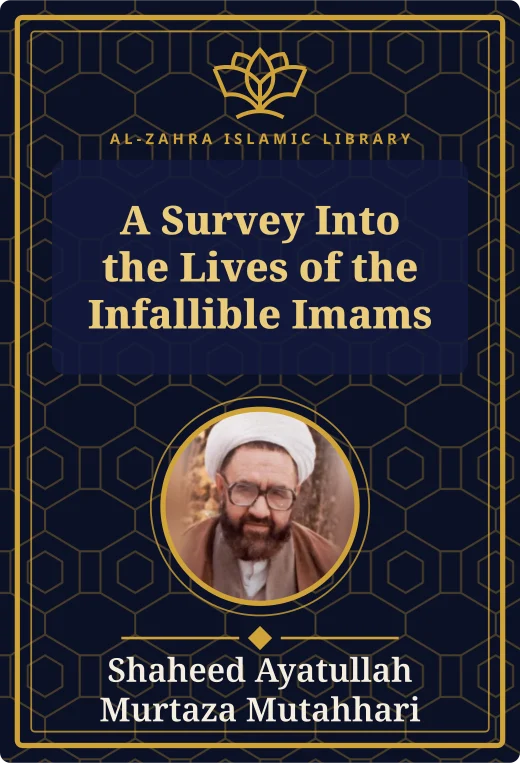 AL-ZAHRA ISLAMIC LIBRARY
A Survey Into
the Lives of the
Infallible Imams
Shaheed Ayatullah
Murtaza Mutahhari